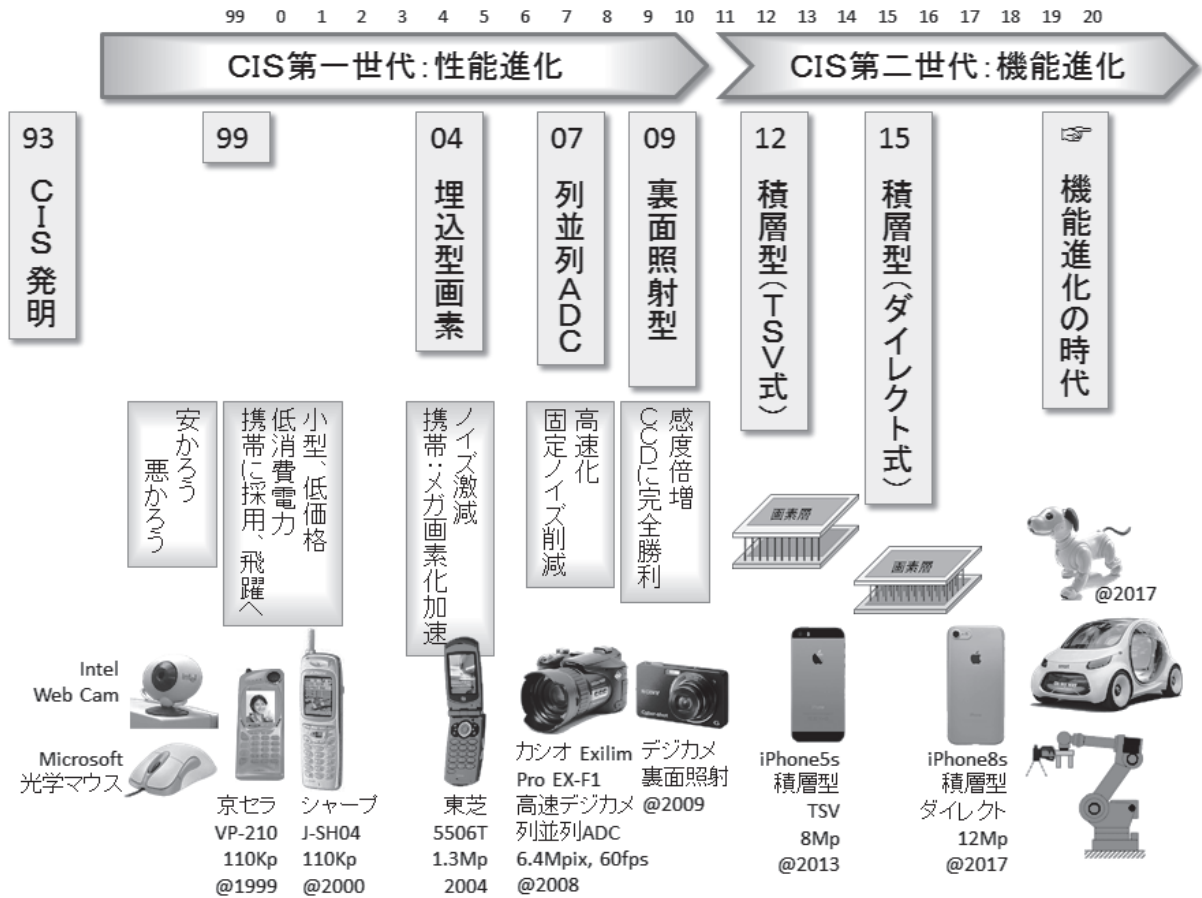 99 0 1 2 3 4 5 6 7 8 9 10 11 12 13 14 15 16 17 18 19 20
CIS第一世代：性能進化
CIS第二世代：機能進化
93 CIS発明
99
04 埋込型画素
07 列並列ADC
09 裏面照射型
12 積層型(TSV式)
15 積層型(ダイレクト式)
☞ 機能進化の時代
安かろう
悪かろう
小型、低価格
低消費電力
携帯に採用、飛躍へ
ノイズ激減
携帯：メガ画素化加速
高速化
固定ノイズ削減
感度倍増
CCDに完全勝利
画素層
画素層
@2017
Intel
Web Cam
Microsoft
光学マウス
京セラ
VP-210
110Kp
@1999
シャープ
J-SH04
110Kp
@2000
東芝
5506T
1.3Mp
2004
カシオ Exilim
Pro EX-F1
高速デジカメ
列並列ADC
6.4Mpix, 60fps
@2008
デジカメ
裏面照射
@2009
iPhone5s
積層型
TSV
8Mp
@2013
iPhone8s
積層型
ダイレクト
12Mp
@2017